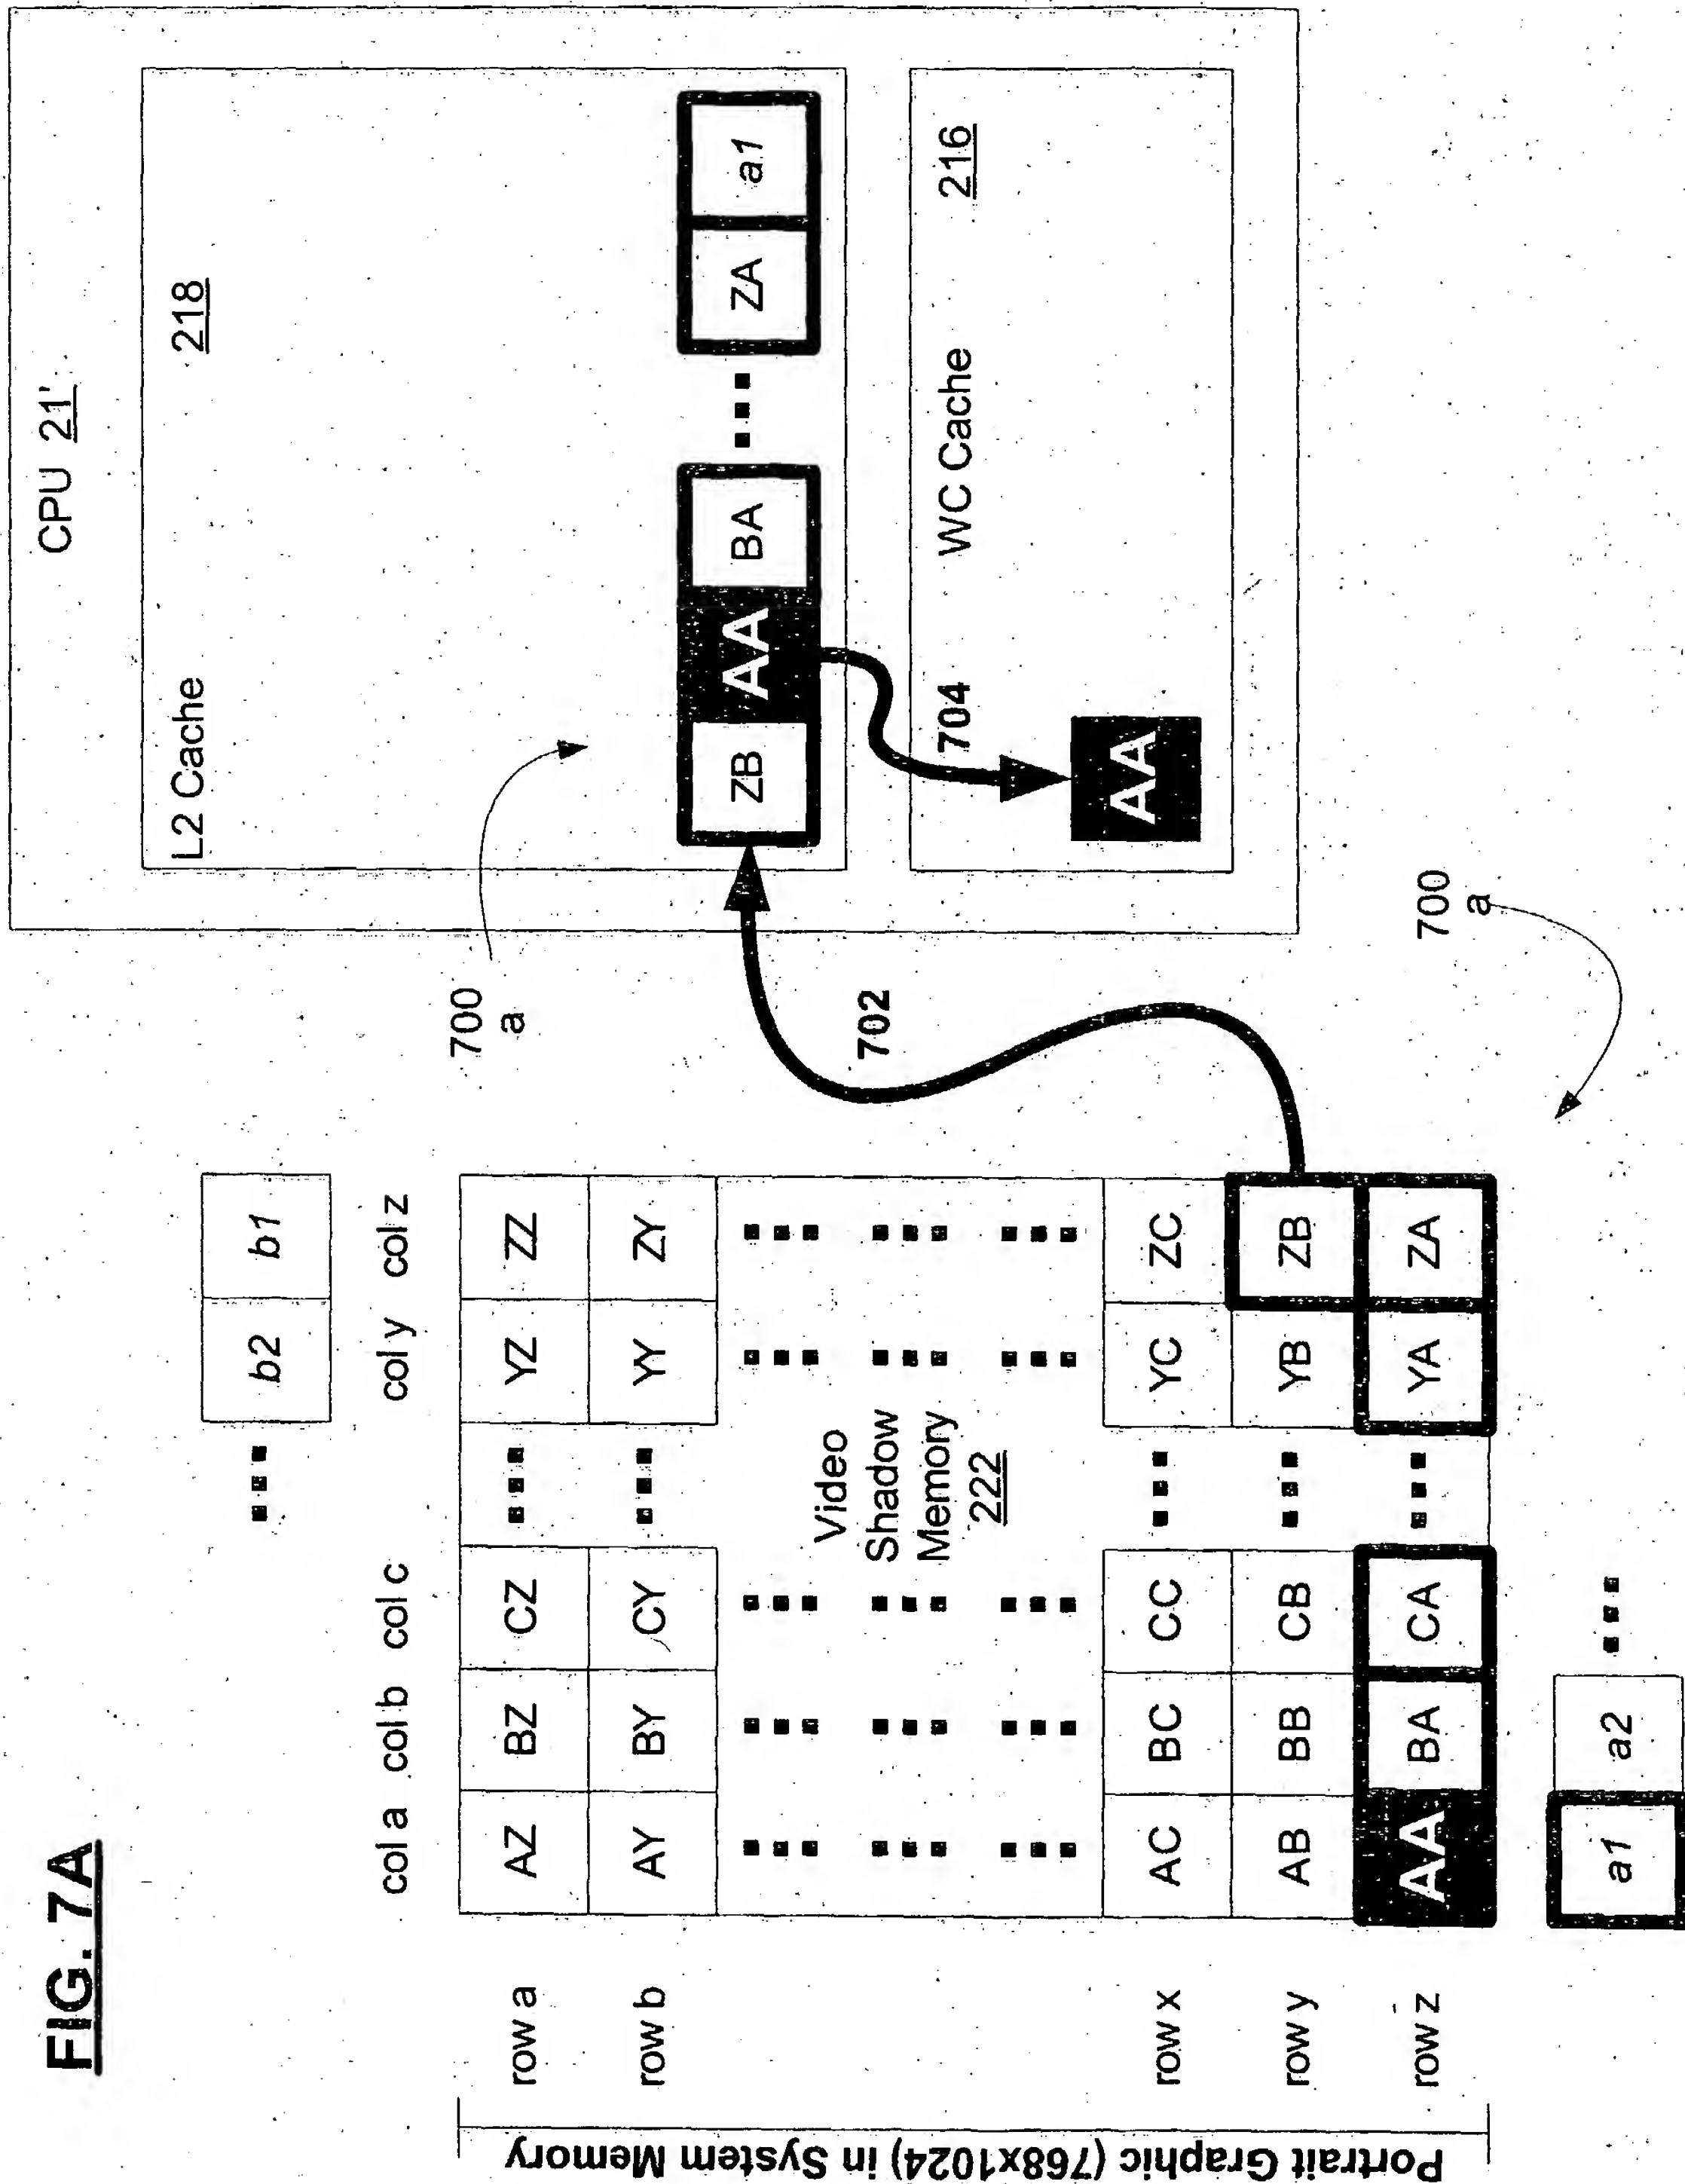 FIG. 7A
CPU 21'
L2 Cache 218
ZB AA BA ▪▪▪ ZA a1
700
a
702
704
WC Cache 216
AA
▪▪▪ b2 b1
col a col b col c col y col z
row a AZ BZ CZ ▪▪▪ YZ ZZ
row b AY BY CY ▪▪▪ YY ZY
Video
Shadow
Memory
222
row x AC BC CC ▪▪▪ YC ZC
row y AB BB CB ▪▪▪ YB ZB
row z AA BA CA ▪▪▪ YA ZA
a1 a2 ▪▪▪
700
a
Portrait Graphic (768x1024) in System Memory